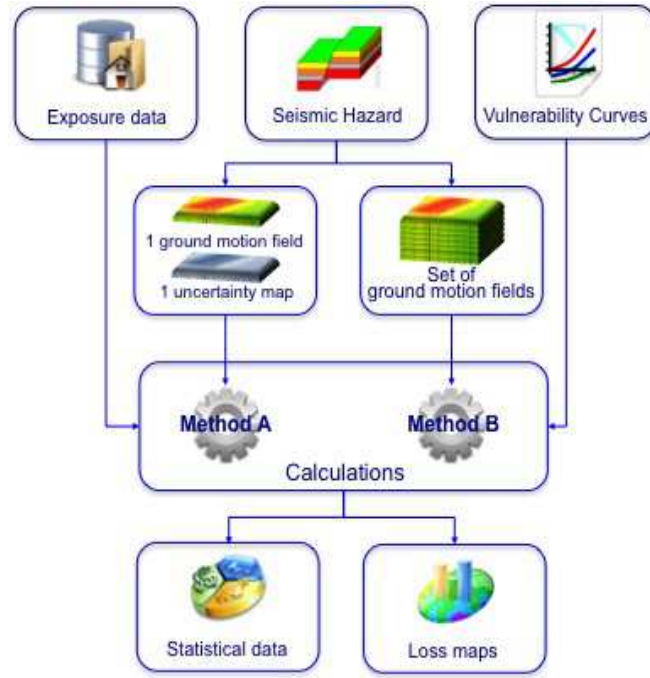 Exposure data
Seismic Hazard
Vulnerability Curves
1 ground motion field
1 uncertainty map
Set of
ground motion fields
Method A
Method B
Calculations
Statistical data
Loss maps